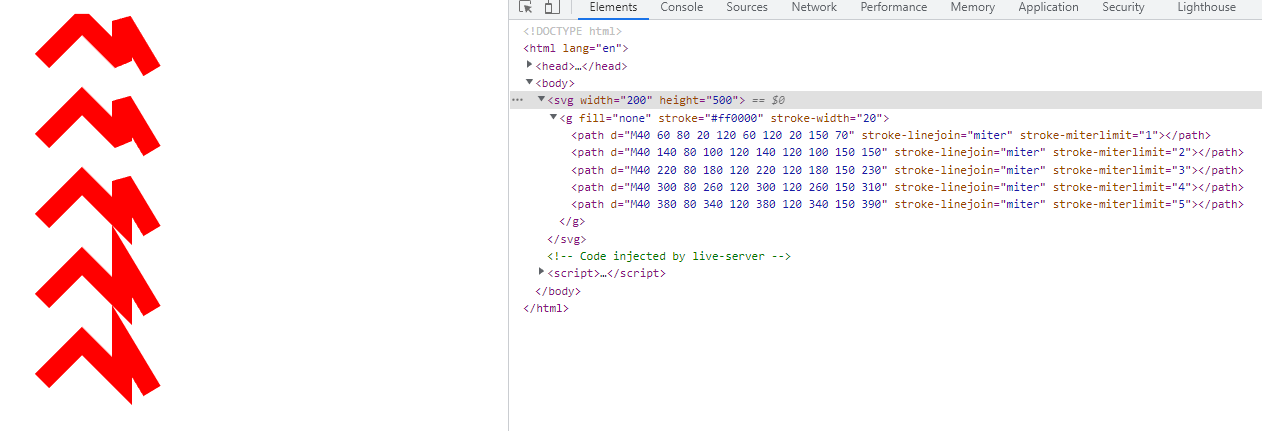 Elements Console Sources Network Performance Memory Application Security Lighthouse
<!DOCTYPE html>
<html lang="en">
<head>…</head>
<body>
<svg width="200" height="500"> == $0
<g fill="none" stroke="#ff0000" stroke-width="20">
<path d="M40 60 80 20 120 60 120 20 150 70" stroke-linejoin="miter" stroke-miterlimit="1"></path>
<path d="M40 140 80 100 120 140 120 100 150 150" stroke-linejoin="miter" stroke-miterlimit="2"></path>
<path d="M40 220 80 180 120 220 120 180 150 230" stroke-linejoin="miter" stroke-miterlimit="3"></path>
<path d="M40 300 80 260 120 300 120 260 150 310" stroke-linejoin="miter" stroke-miterlimit="4"></path>
<path d="M40 380 80 340 120 380 120 340 150 390" stroke-linejoin="miter" stroke-miterlimit="5"></path>
</g>
</svg>
<!-- Code injected by live-server -->
<script>…</script>
</body>
</html>